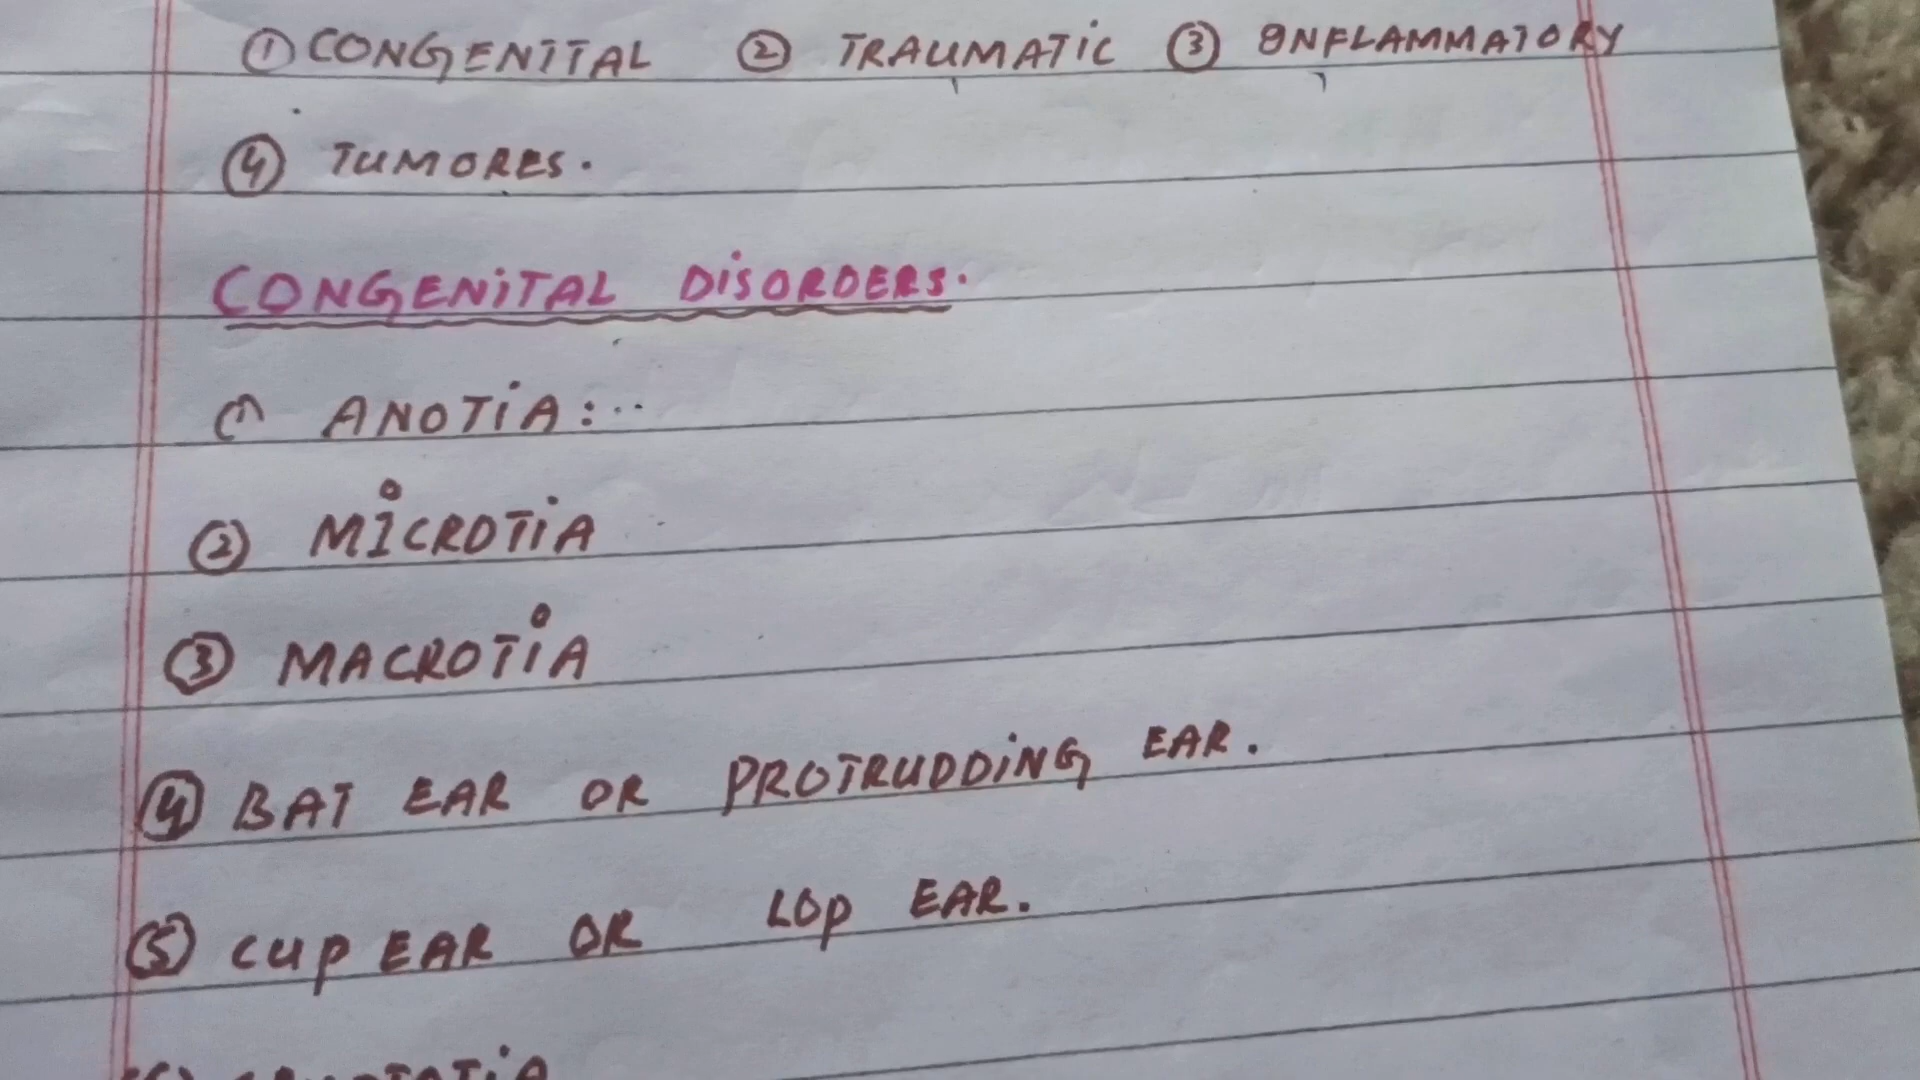 ① CONGENITAL ② TRAUMATIC ③ INFLAMMATORY
④ TUMORES.
CONGENITAL DISORDERS.
① ANOTIA:--
② MICROTIA
③ MACROTIA
④ BAT EAR OR PROTRUDDING EAR.
⑤ CUP EAR OR LOP EAR.